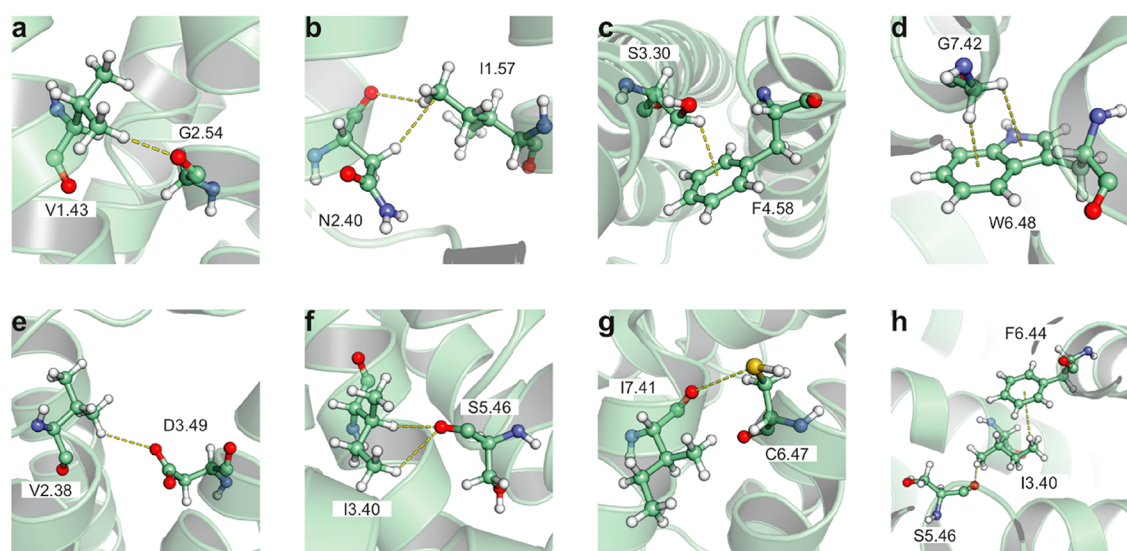 a
b
c
d
I1.57
S3.30
G7.42
G2.54
V1.43
N2.40
F4.58
W6.48
e
f
g
h
F6.44
I7.41
D3.49
S5.46
V2.38
I3.40
C6.47
I3.40
S5.46